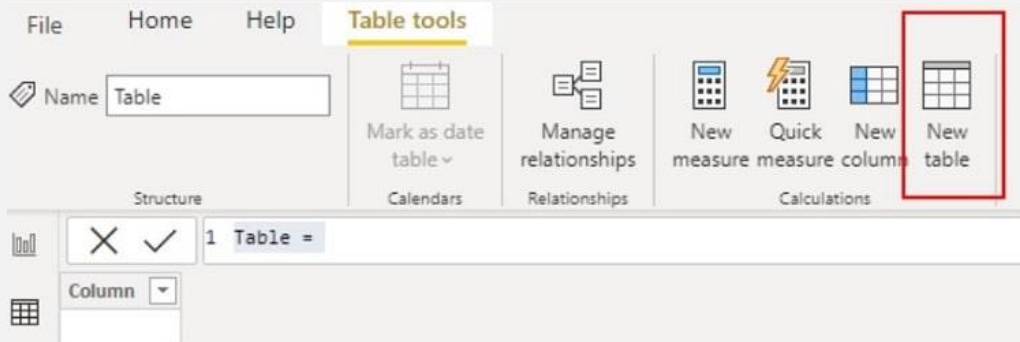 File Home Help Table tools
Name Table
Mark as date table
Manage relationships
New measure
Quick measure
New column
New table
Structure Calendars Relationships Calculations
1 Table =
Column